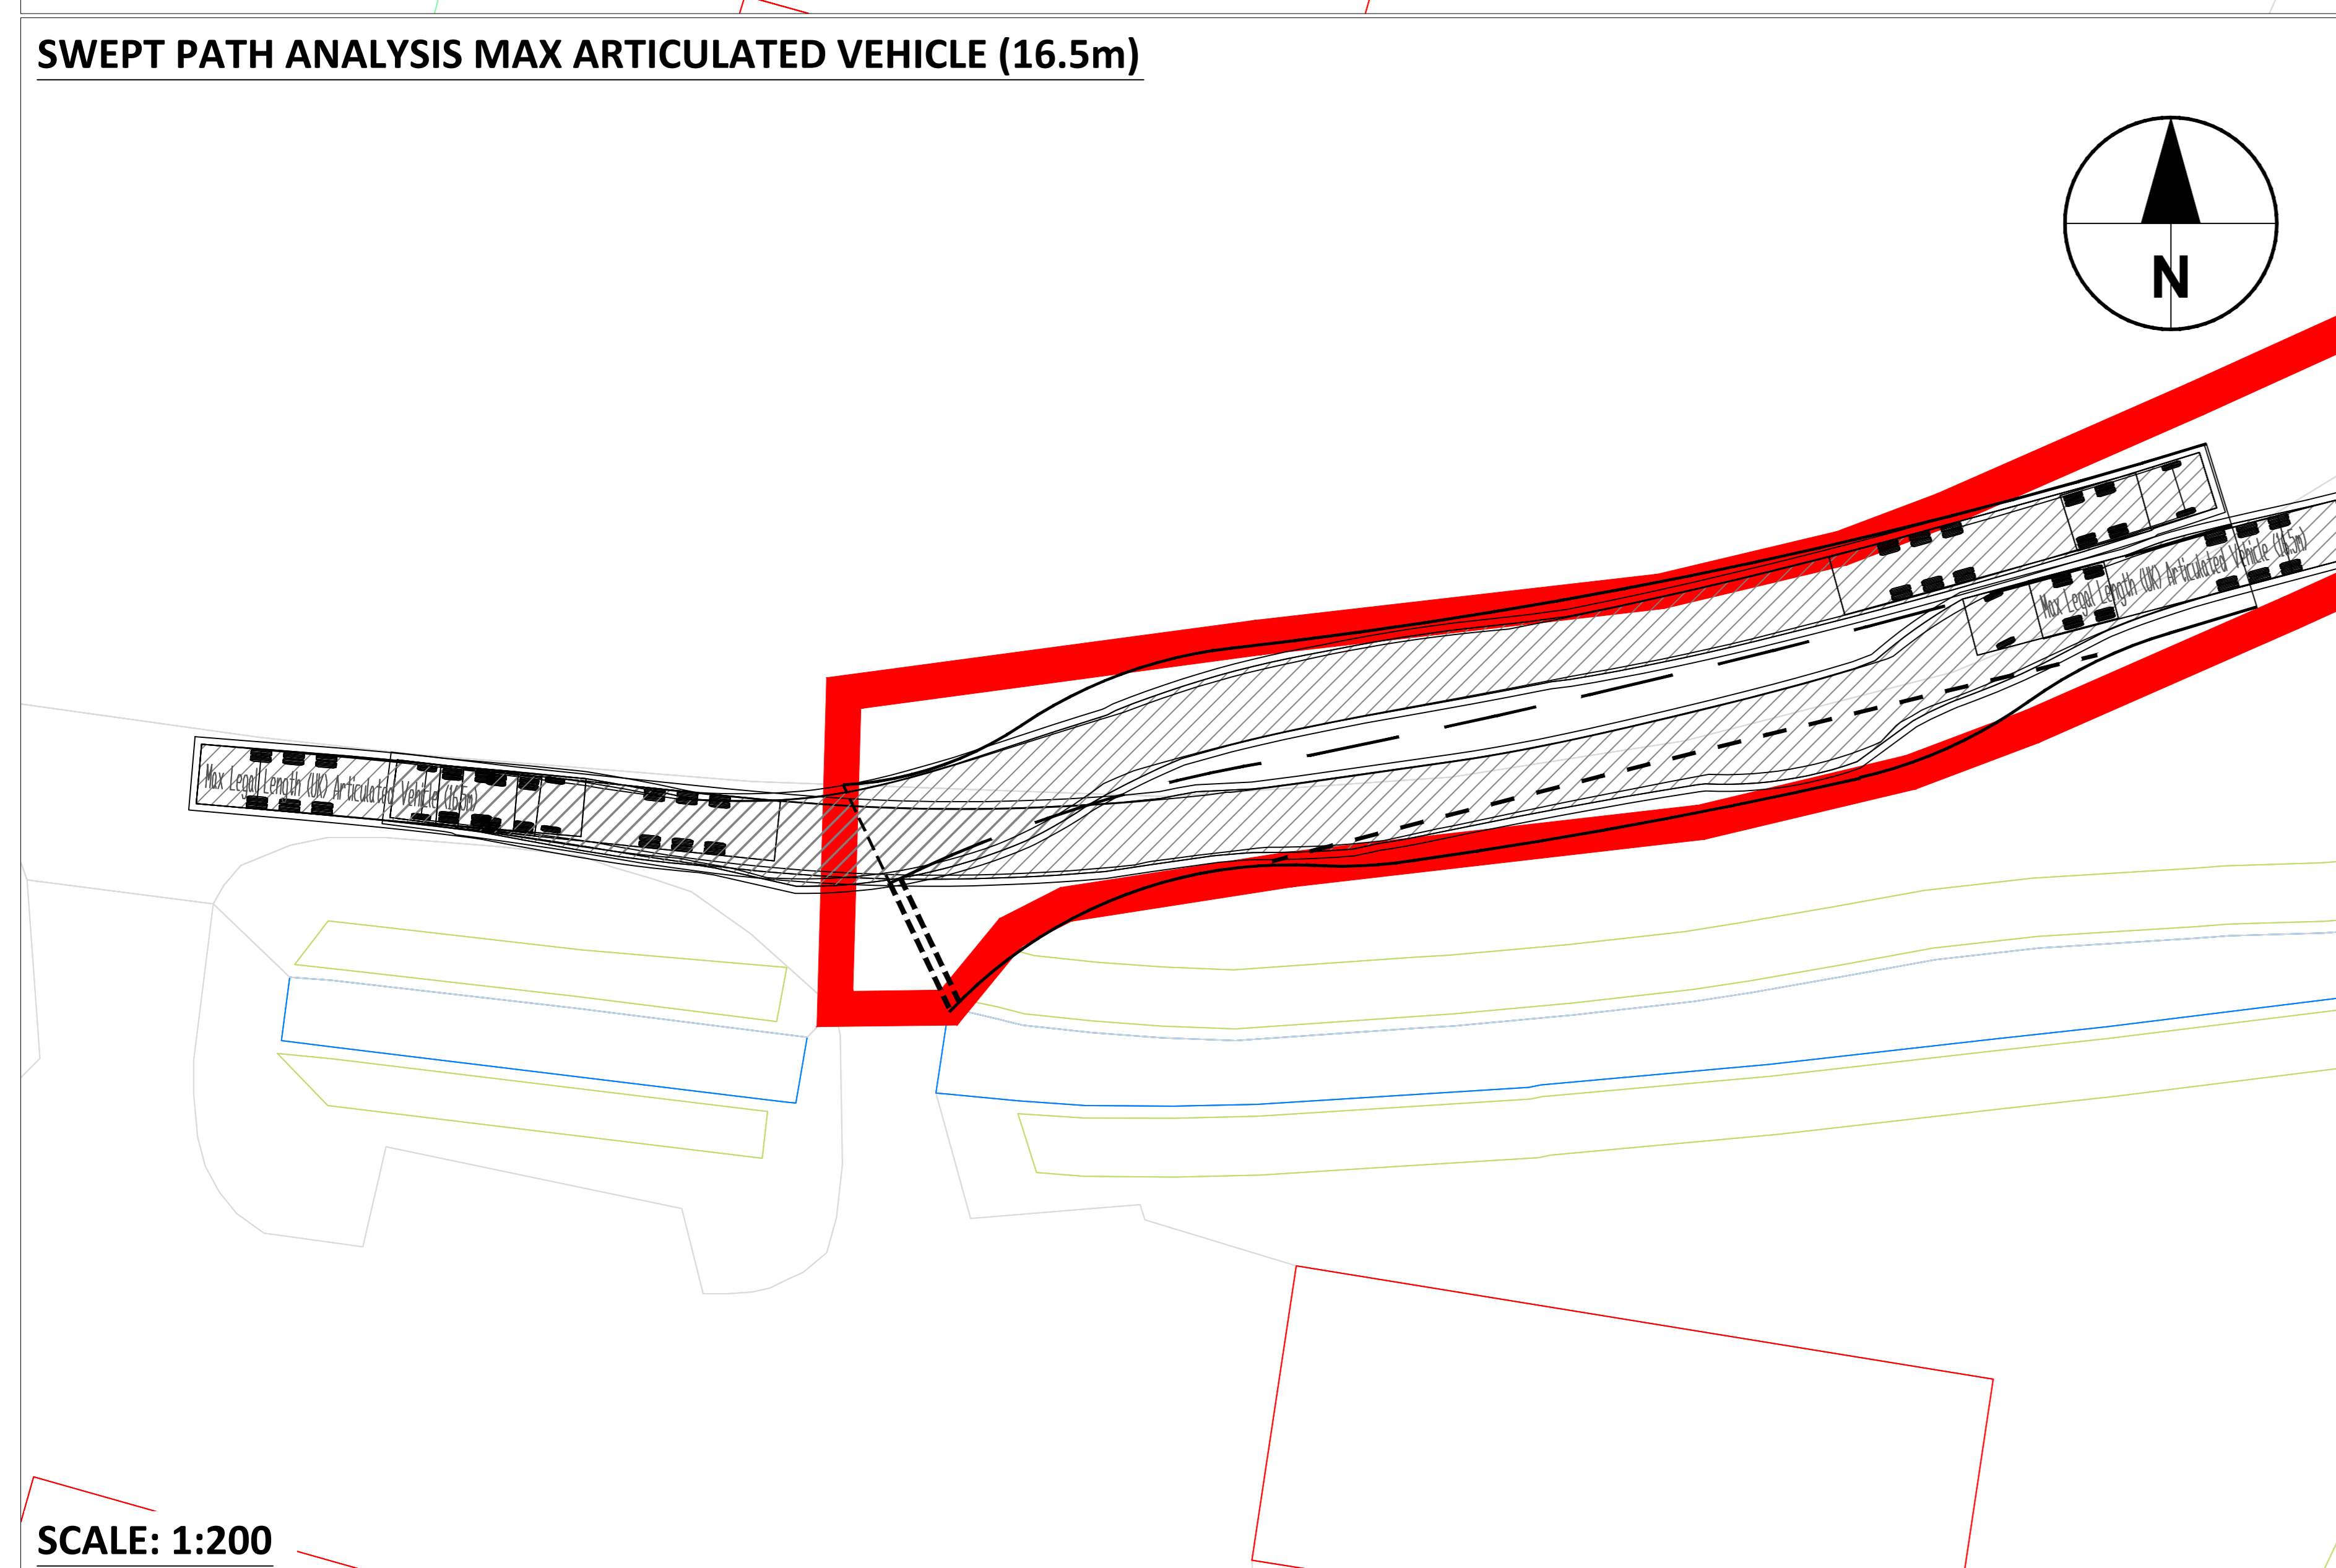 SWEPT PATH ANALYSIS MAX ARTICULATED VEHICLE (16.5m)
N
Max Legal Length (UK) Articulated Vehicle (16.5m)
Max Legal Length (UK) Articulated Vehicle (16.5m)
SCALE: 1:200